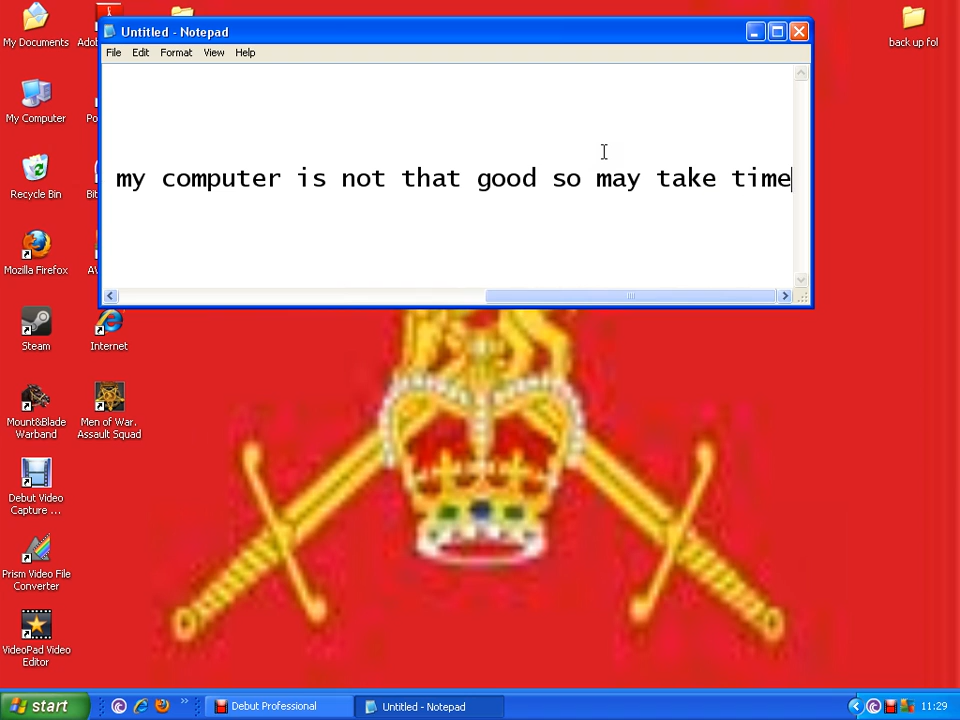 Untitled - Notepad
File Edit Format View Help
my computer is not that good so may take time
My Documents
My Computer
Recycle Bin
Mozilla Firefox
Steam
Internet
Mount&Blade
Warband
Men of War.
Assault Squad
Debut Video
Capture ...
Prism Video File
Converter
VideoPad Video
Editor
back up fol
start
Debut Professional
Untitled - Notepad
11:29